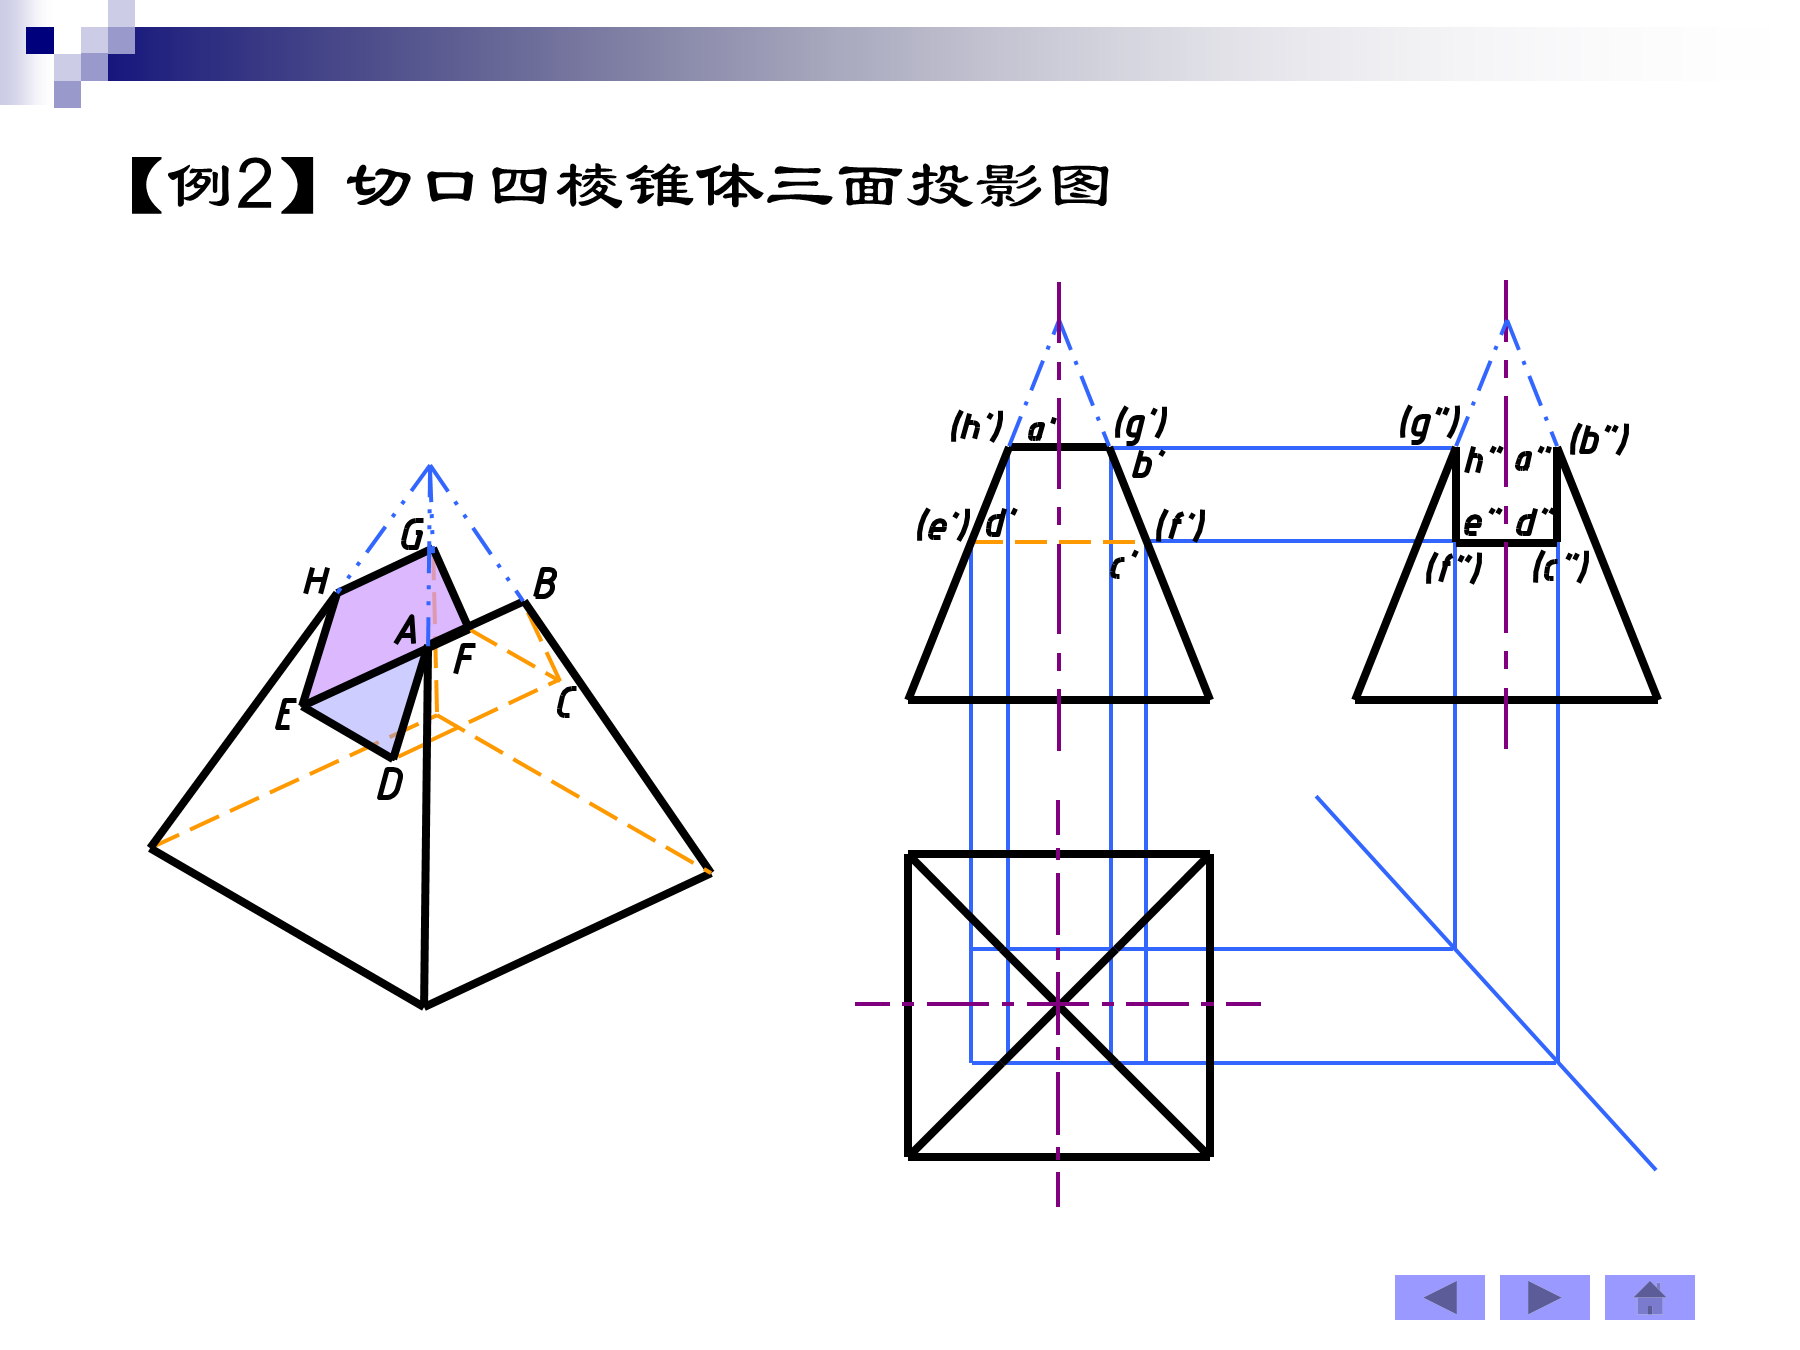 【例2】切口四棱锥体三面投影图
(h') a' (g')
b'
(e') d' (f')
c'
(g") (b")
h" a"
e" d"
(f") (c")
G
H B
A
F
E C
D